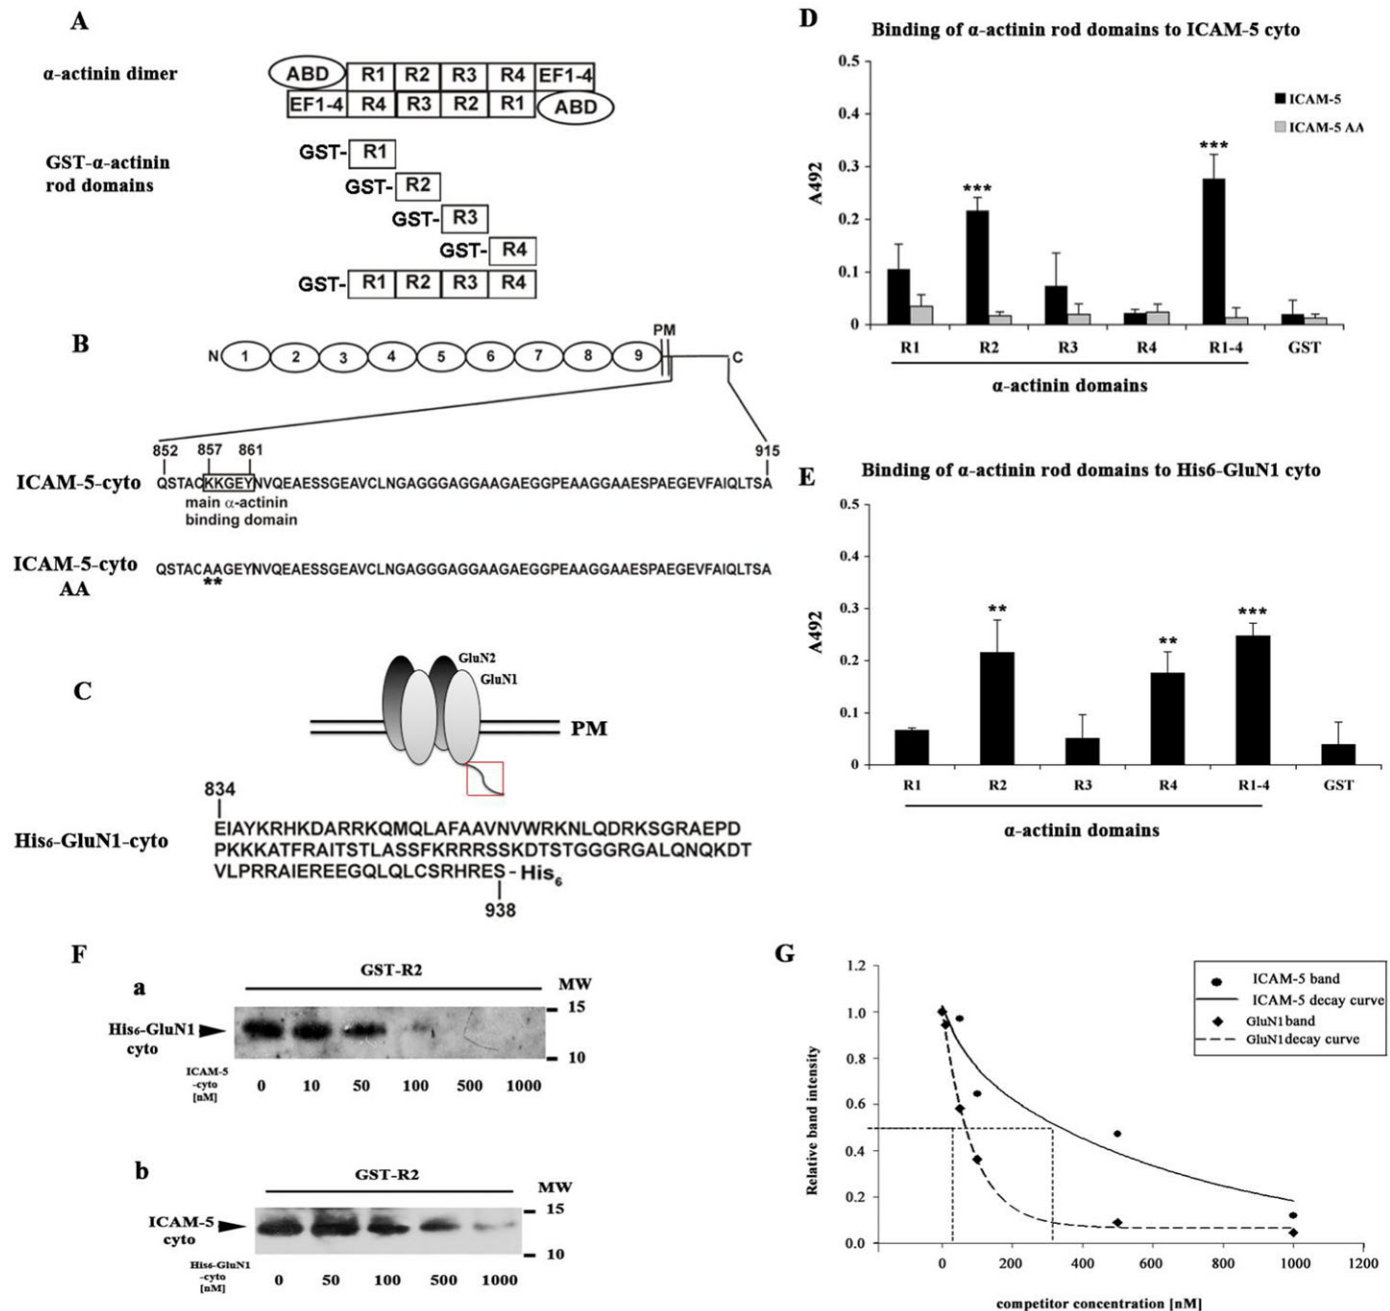 A
α-actinin dimer
ABD R1 R2 R3 R4 EF1-4
EF1-4 R4 R3 R2 R1 ABD
GST-α-actinin
rod domains
GST- R1
GST- R2
GST- R3
GST- R4
GST- R1 R2 R3 R4
B
N 1 2 3 4 5 6 7 8 9 PM C
852 857 861 915
ICAM-5-cyto QSTACKKGEYNVQEAESSGEAVCLNGAGGGAGGAAGAEGGPEAAGGAAESPAEGEVFAIQLTSA
main α-actinin
binding domain
ICAM-5-cyto
AA
QSTACAAGEYNVQEAESSGEAVCLNGAGGGAGGAAGAEGGPEAAGGAAESPAEGEVFAIQLTSA
**
C
GluN2
GluN1
PM
834
His6-GluN1-cyto
EIAYKRHKDARRKQMQLAFAAVNVWRKNLQDRKSGRAEPD
PKKKATFRAITSTLASSFKRRRSSKDTSTGGGRGALQNQKDT
VLPRRAIEREEGQLQLCSRHRES - His6
938
D
Binding of α-actinin rod domains to ICAM-5 cyto
0.5
0.4
0.3
0.2
0.1
0
A492
ICAM-5
ICAM-5 AA
*** ***
R1 R2 R3 R4 R1-4 GST
α-actinin domains
E
Binding of α-actinin rod domains to His6-GluN1 cyto
0.5
0.4
0.3
0.2
0.1
0
A492
** ** ***
R1 R2 R3 R4 R1-4 GST
α-actinin domains
F
a
GST-R2
MW
15
10
His6-GluN1
cyto
ICAM-5
-cyto
[nM]
0 10 50 100 500 1000
b
GST-R2
MW
15
10
ICAM-5
cyto
His6-GluN1
-cyto
[nM]
0 50 100 500 1000
G
1.2
1.0
0.8
0.6
0.4
0.2
0.0
Relative band intensity
ICAM-5 band
ICAM-5 decay curve
GluN1 band
GluN1 decay curve
0 200 400 600 800 1000 1200
competitor concentration [nM]